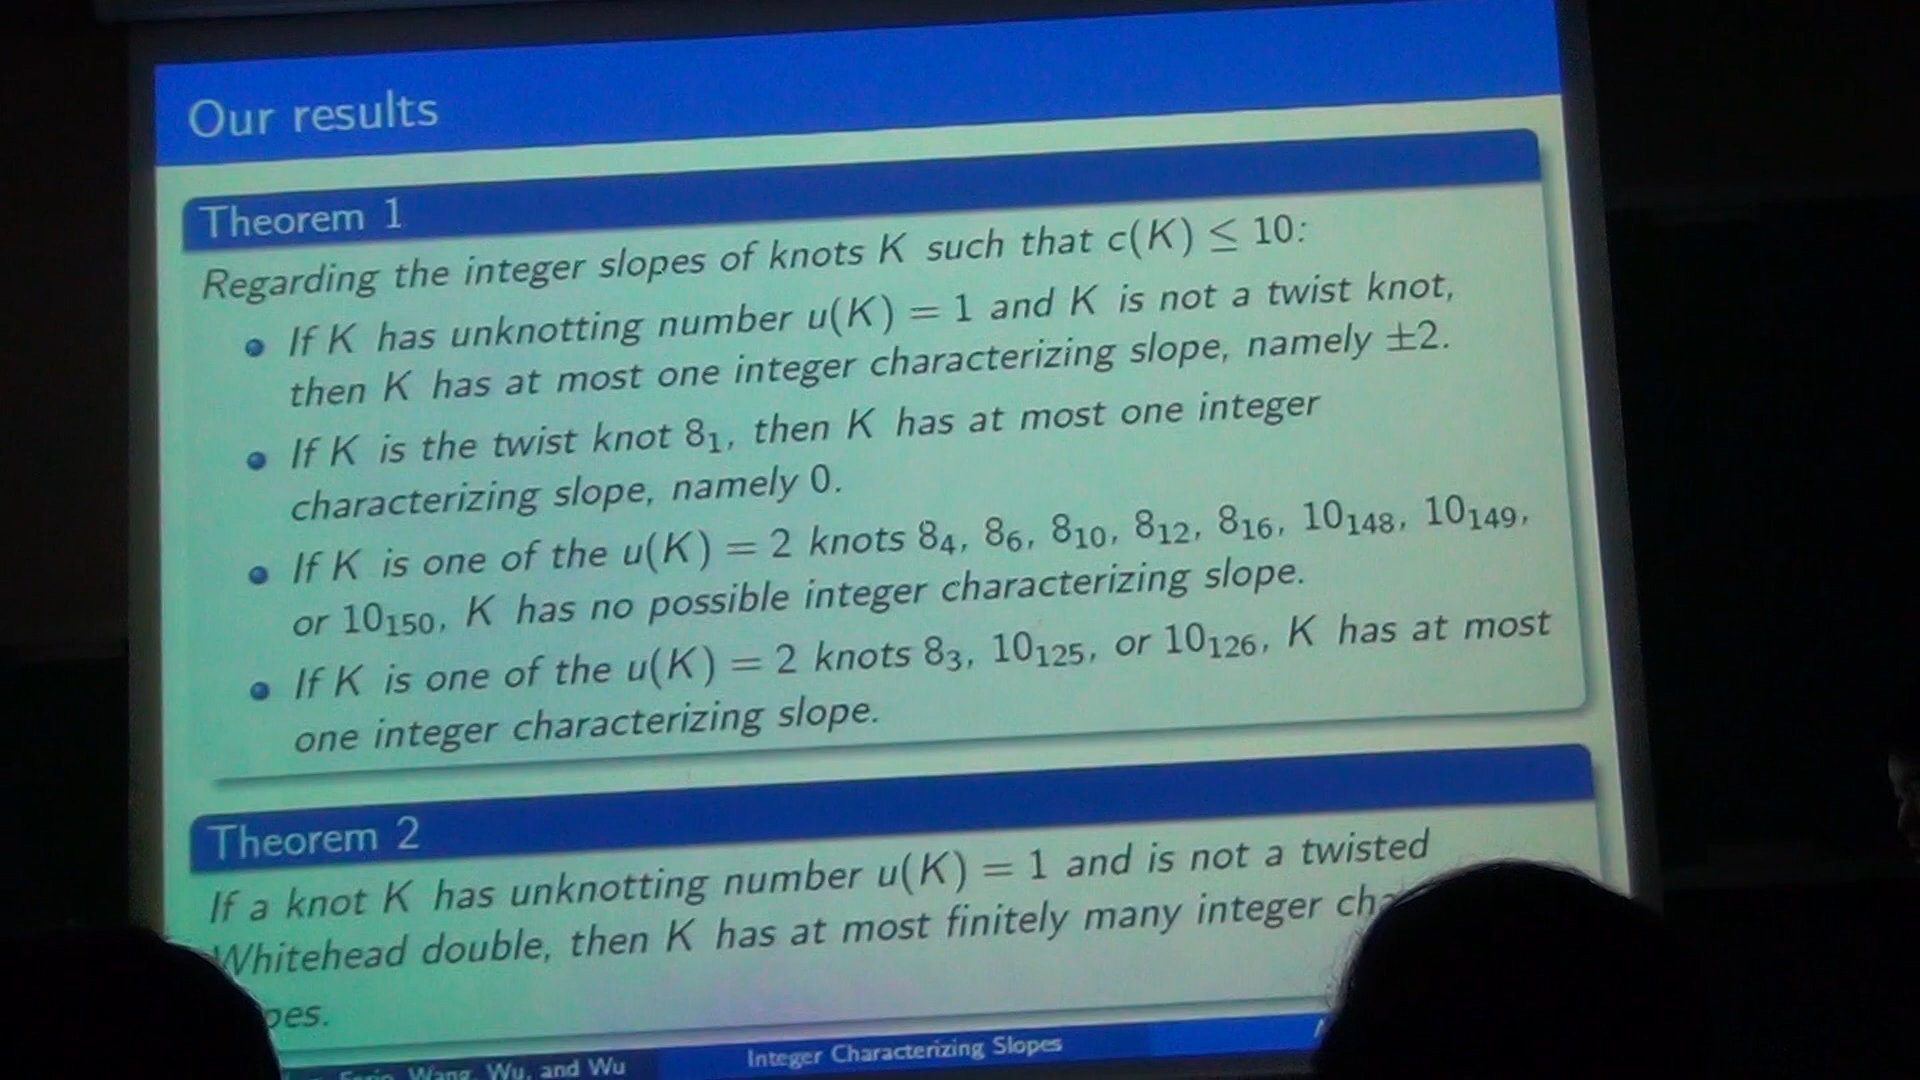 Our results
Theorem 1
Regarding the integer slopes of knots K such that c(K) ≤ 10:
If K has unknotting number u(K) = 1 and K is not a twist knot,
then K has at most one integer characterizing slope, namely ±2.
If K is the twist knot 8₁, then K has at most one integer
characterizing slope, namely 0.
If K is one of the u(K) = 2 knots 8₄, 8₆, 8₁₀, 8₁₂, 8₁₆, 10₁₄₈, 10₁₄₉,
or 10₁₅₀, K has no possible integer characterizing slope.
If K is one of the u(K) = 2 knots 8₃, 10₁₂₅, or 10₁₂₆, K has at most
one integer characterizing slope.
Theorem 2
If a knot K has unknotting number u(K) = 1 and is not a twisted
Whitehead double, then K has at most finitely many integer
Wang, Wu, and Wu
Integer Characterizing Slopes